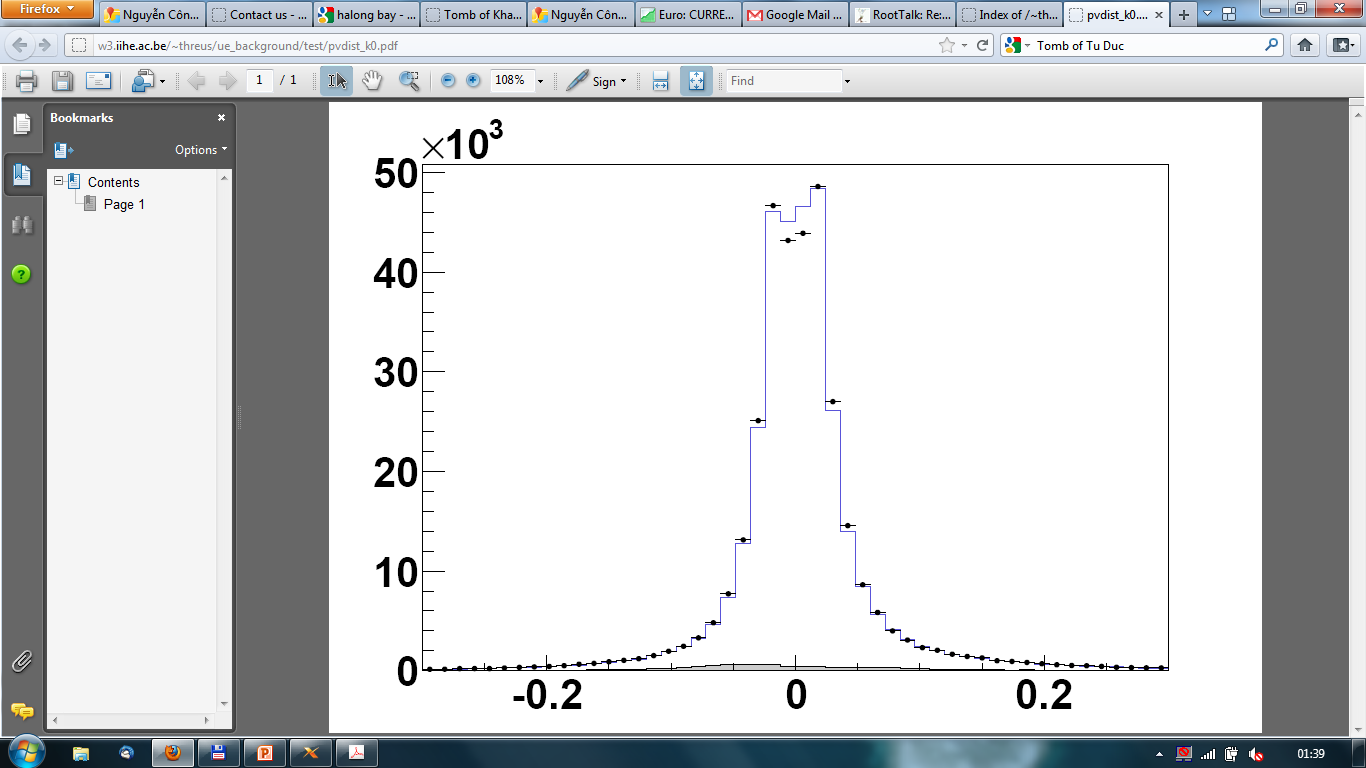 Firefox
Nguyễn Côn...
Contact us - ...
halong bay - ...
Tomb of Kha...
Nguyễn Côn...
Euro: CURRE...
Google Mail ...
RootTalk: Re:...
Index of /~th...
pvdist_k0....
w3.iihe.ac.be/~threus/ue_background/test/pvdist_k0.pdf
Tomb of Tu Duc
1 / 1
108%
Sign
Find
Bookmarks
Options
Contents
Page 1
×10³
50
40
30
20
10
0
-0.2 0 0.2
01:39